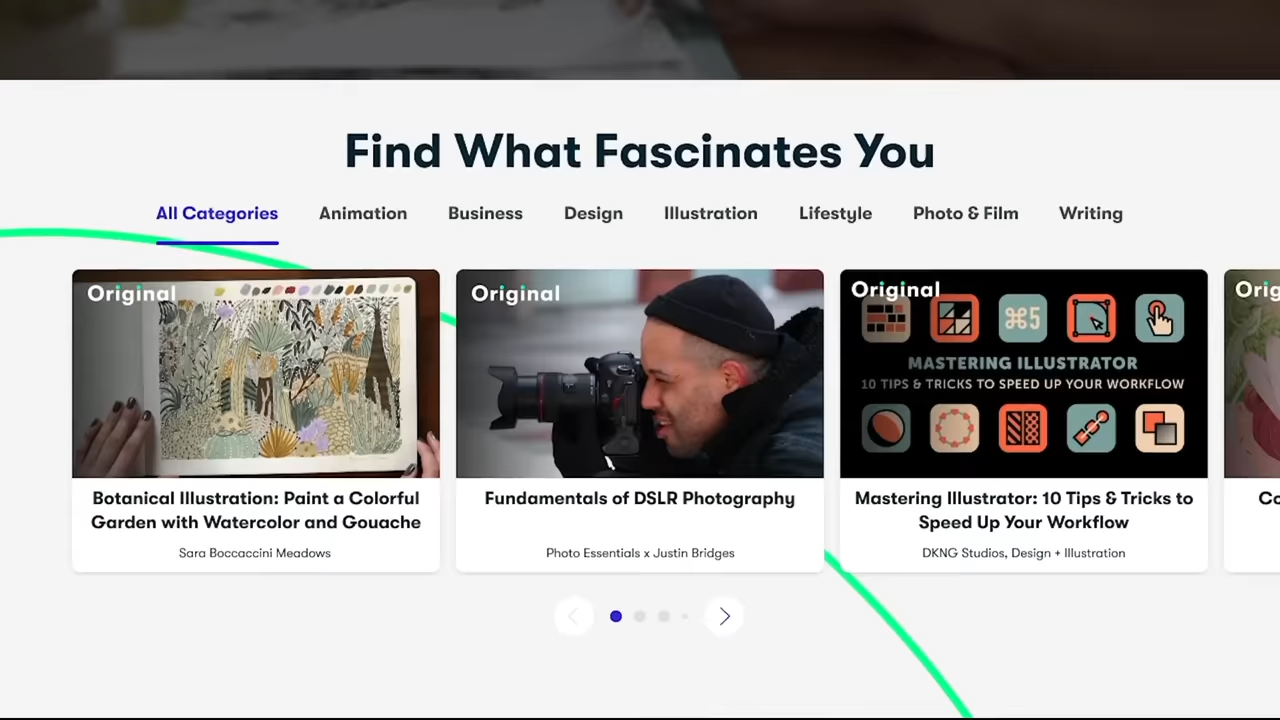 Find What Fascinates You
All Categories Animation Business Design Illustration Lifestyle Photo & Film Writing
Original
Original
Original
⌘5
MASTERING ILLUSTRATOR
10 TIPS & TRICKS TO SPEED UP YOUR WORKFLOW
Botanical Illustration: Paint a Colorful
Garden with Watercolor and Gouache
Sara Boccaccini Meadows
Fundamentals of DSLR Photography
Photo Essentials x Justin Bridges
Mastering Illustrator: 10 Tips & Tricks to
Speed Up Your Workflow
DKNG Studios, Design + Illustration